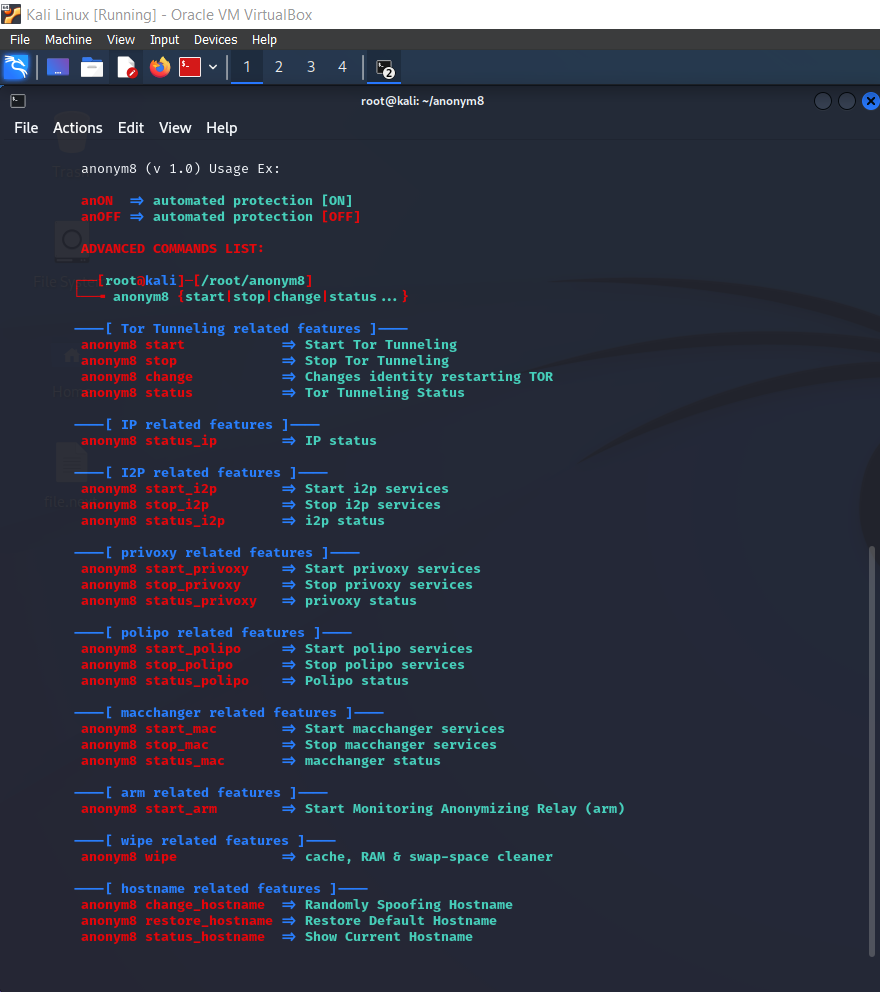 Kali Linux [Running] - Oracle VM VirtualBox
File Machine View Input Devices Help
1 2 3 4 2
root@kali: ~/anonym8
File Actions Edit View Help
anonym8 (v 1.0) Usage Ex:
anON ⇒ automated protection [ON]
anOFF ⇒ automated protection [OFF]
ADVANCED COMMANDS LIST:
┌──[root@kali]─[/root/anonym8]
└──╼ anonym8 {start|stop|change|status...}
────[ Tor Tunneling related features ]────
anonym8 start ⇒ Start Tor Tunneling
anonym8 stop ⇒ Stop Tor Tunneling
anonym8 change ⇒ Changes identity restarting TOR
anonym8 status ⇒ Tor Tunneling Status
────[ IP related features ]────
anonym8 status_ip ⇒ IP status
────[ I2P related features ]────
anonym8 start_i2p ⇒ Start i2p services
anonym8 stop_i2p ⇒ Stop i2p services
anonym8 status_i2p ⇒ i2p status
────[ privoxy related features ]────
anonym8 start_privoxy ⇒ Start privoxy services
anonym8 stop_privoxy ⇒ Stop privoxy services
anonym8 status_privoxy ⇒ privoxy status
────[ polipo related features ]────
anonym8 start_polipo ⇒ Start polipo services
anonym8 stop_polipo ⇒ Stop polipo services
anonym8 status_polipo ⇒ Polipo status
────[ macchanger related features ]────
anonym8 start_mac ⇒ Start macchanger services
anonym8 stop_mac ⇒ Stop macchanger services
anonym8 status_mac ⇒ macchanger status
────[ arm related features ]────
anonym8 start_arm ⇒ Start Monitoring Anonymizing Relay (arm)
────[ wipe related features ]────
anonym8 wipe ⇒ cache, RAM & swap-space cleaner
────[ hostname related features ]────
anonym8 change_hostname ⇒ Randomly Spoofing Hostname
anonym8 restore_hostname ⇒ Restore Default Hostname
anonym8 status_hostname ⇒ Show Current Hostname